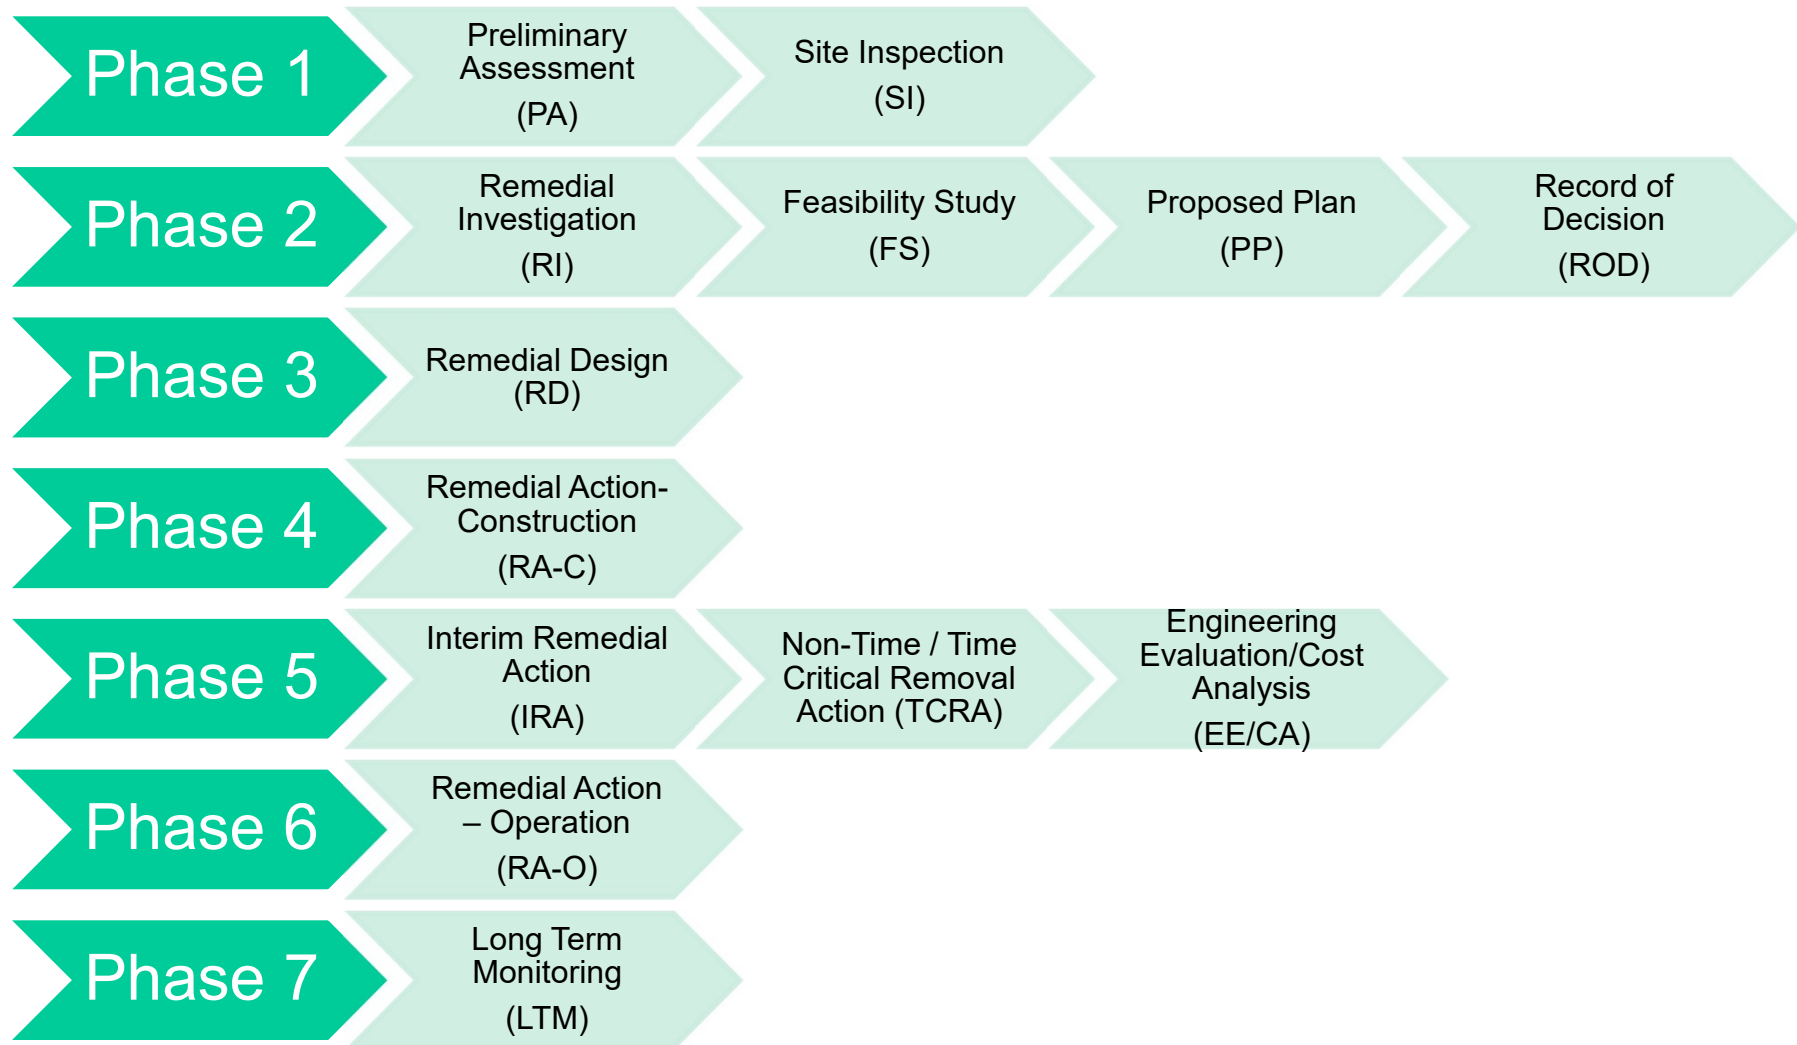 Phase 1
Preliminary
Assessment
(PA)
Site Inspection
(SI)
Phase 2
Remedial
Investigation
(RI)
Feasibility Study
(FS)
Proposed Plan
(PP)
Record of
Decision
(ROD)
Phase 3
Remedial Design
(RD)
Phase 4
Remedial Action-
Construction
(RA-C)
Phase 5
Interim Remedial
Action
(IRA)
Non-Time / Time
Critical Removal
Action (TCRA)
Engineering
Evaluation/Cost
Analysis
(EE/CA)
Phase 6
Remedial Action
– Operation
(RA-O)
Phase 7
Long Term
Monitoring
(LTM)